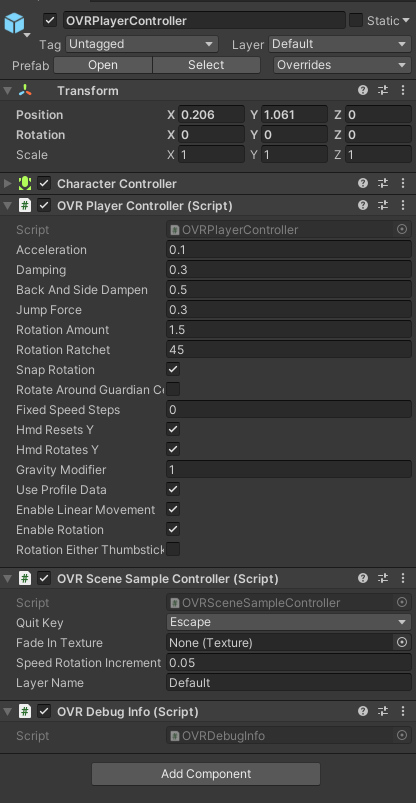 OVRPlayerController Static
Tag Untagged Layer Default
Prefab Open Select Overrides
Transform
Position X 0.206 Y 1.061 Z 0
Rotation X 0 Y 0 Z 0
Scale X 1 Y 1 Z 1
# Character Controller
# OVR Player Controller (Script)
Script # OVRPlayerController
Acceleration 0.1
Damping 0.3
Back And Side Dampen 0.5
Jump Force 0.3
Rotation Amount 1.5
Rotation Ratchet 45
Snap Rotation
Rotate Around Guardian Ce
Fixed Speed Steps 0
Hmd Resets Y
Hmd Rotates Y
Gravity Modifier 1
Use Profile Data
Enable Linear Movement
Enable Rotation
Rotation Either Thumbstick
# OVR Scene Sample Controller (Script)
Script # OVRSceneSampleController
Quit Key Escape
Fade In Texture None (Texture)
Speed Rotation Increment 0.05
Layer Name Default
# OVR Debug Info (Script)
Script # OVRDebugInfo
Add Component